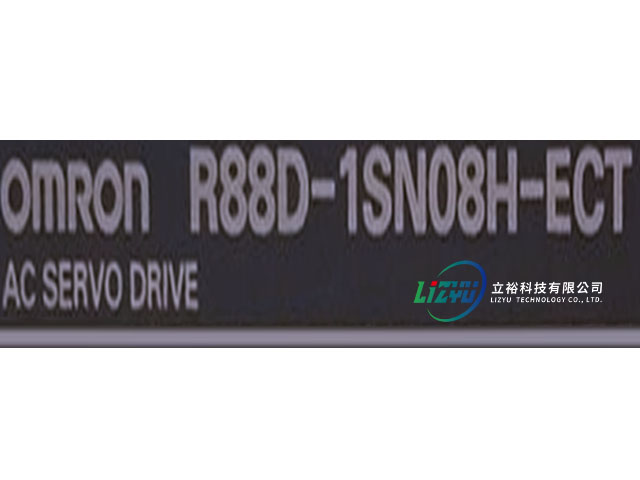 OMRON R88D-1SN08H-ECT
AC SERVO DRIVE
LIZYU 立裕科技有限公司
LIZYU TECHNOLOGY CO., LTD.